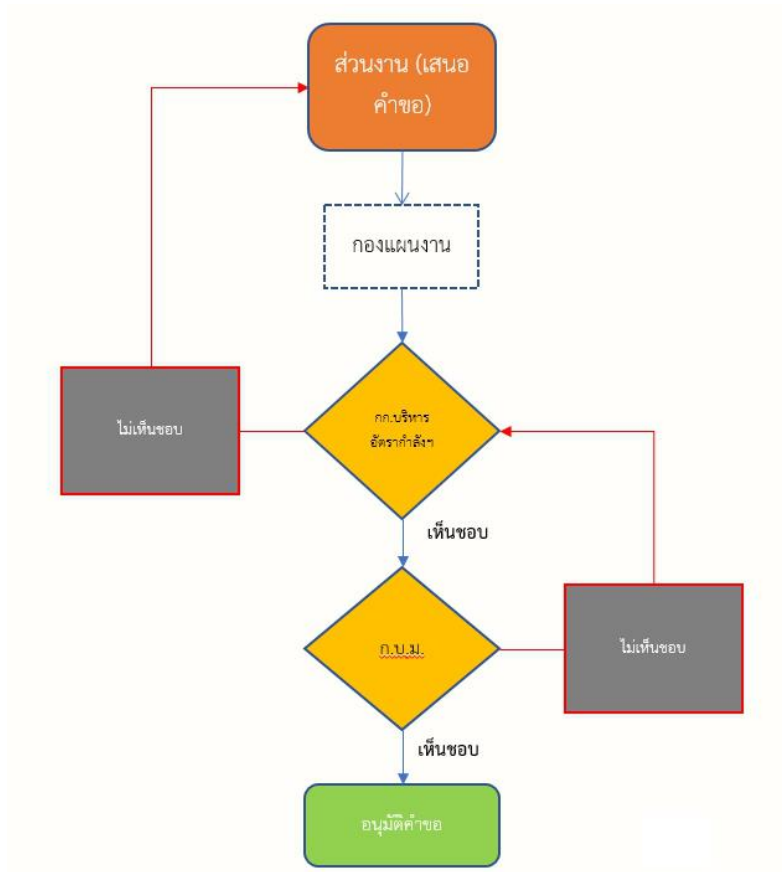 ส่วนงาน (เสนอ
คำขอ)
กองแผนงาน
กก.บริหาร
อัตรากำลังฯ
ไม่เห็นชอบ
เห็นชอบ
ก.บ.ม.
ไม่เห็นชอบ
เห็นชอบ
อนุมัติคำขอ